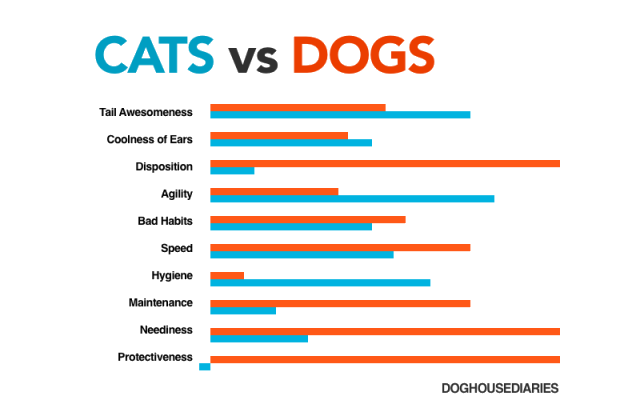 CATS vs DOGS
Tail Awesomeness
Coolness of Ears
Disposition
Agility
Bad Habits
Speed
Hygiene
Maintenance
Neediness
Protectiveness
DOGHOUSEDIARIES